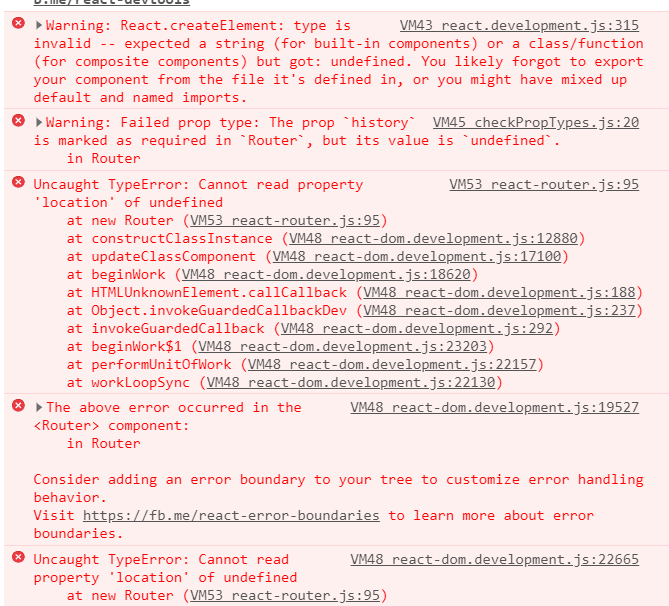 b.me/react-devtools
Warning: React.createElement: type is VM43 react.development.js:315
invalid -- expected a string (for built-in components) or a class/function
(for composite components) but got: undefined. You likely forgot to export
your component from the file it's defined in, or you might have mixed up
default and named imports.
Warning: Failed prop type: The prop `history` VM45 checkPropTypes.js:20
is marked as required in `Router`, but its value is `undefined`.
in Router
Uncaught TypeError: Cannot read property VM53 react-router.js:95
'location' of undefined
at new Router (VM53 react-router.js:95)
at constructClassInstance (VM48 react-dom.development.js:12880)
at updateClassComponent (VM48 react-dom.development.js:17100)
at beginWork (VM48 react-dom.development.js:18620)
at HTMLUnknownElement.callCallback (VM48 react-dom.development.js:188)
at Object.invokeGuardedCallbackDev (VM48 react-dom.development.js:237)
at invokeGuardedCallback (VM48 react-dom.development.js:292)
at beginWork$1 (VM48 react-dom.development.js:23203)
at performUnitOfWork (VM48 react-dom.development.js:22157)
at workLoopSync (VM48 react-dom.development.js:22130)
The above error occurred in the VM48 react-dom.development.js:19527
<Router> component:
in Router
Consider adding an error boundary to your tree to customize error handling
behavior.
Visit https://fb.me/react-error-boundaries to learn more about error
boundaries.
Uncaught TypeError: Cannot read VM48 react-dom.development.js:22665
property 'location' of undefined
at new Router (VM53 react-router.js:95)